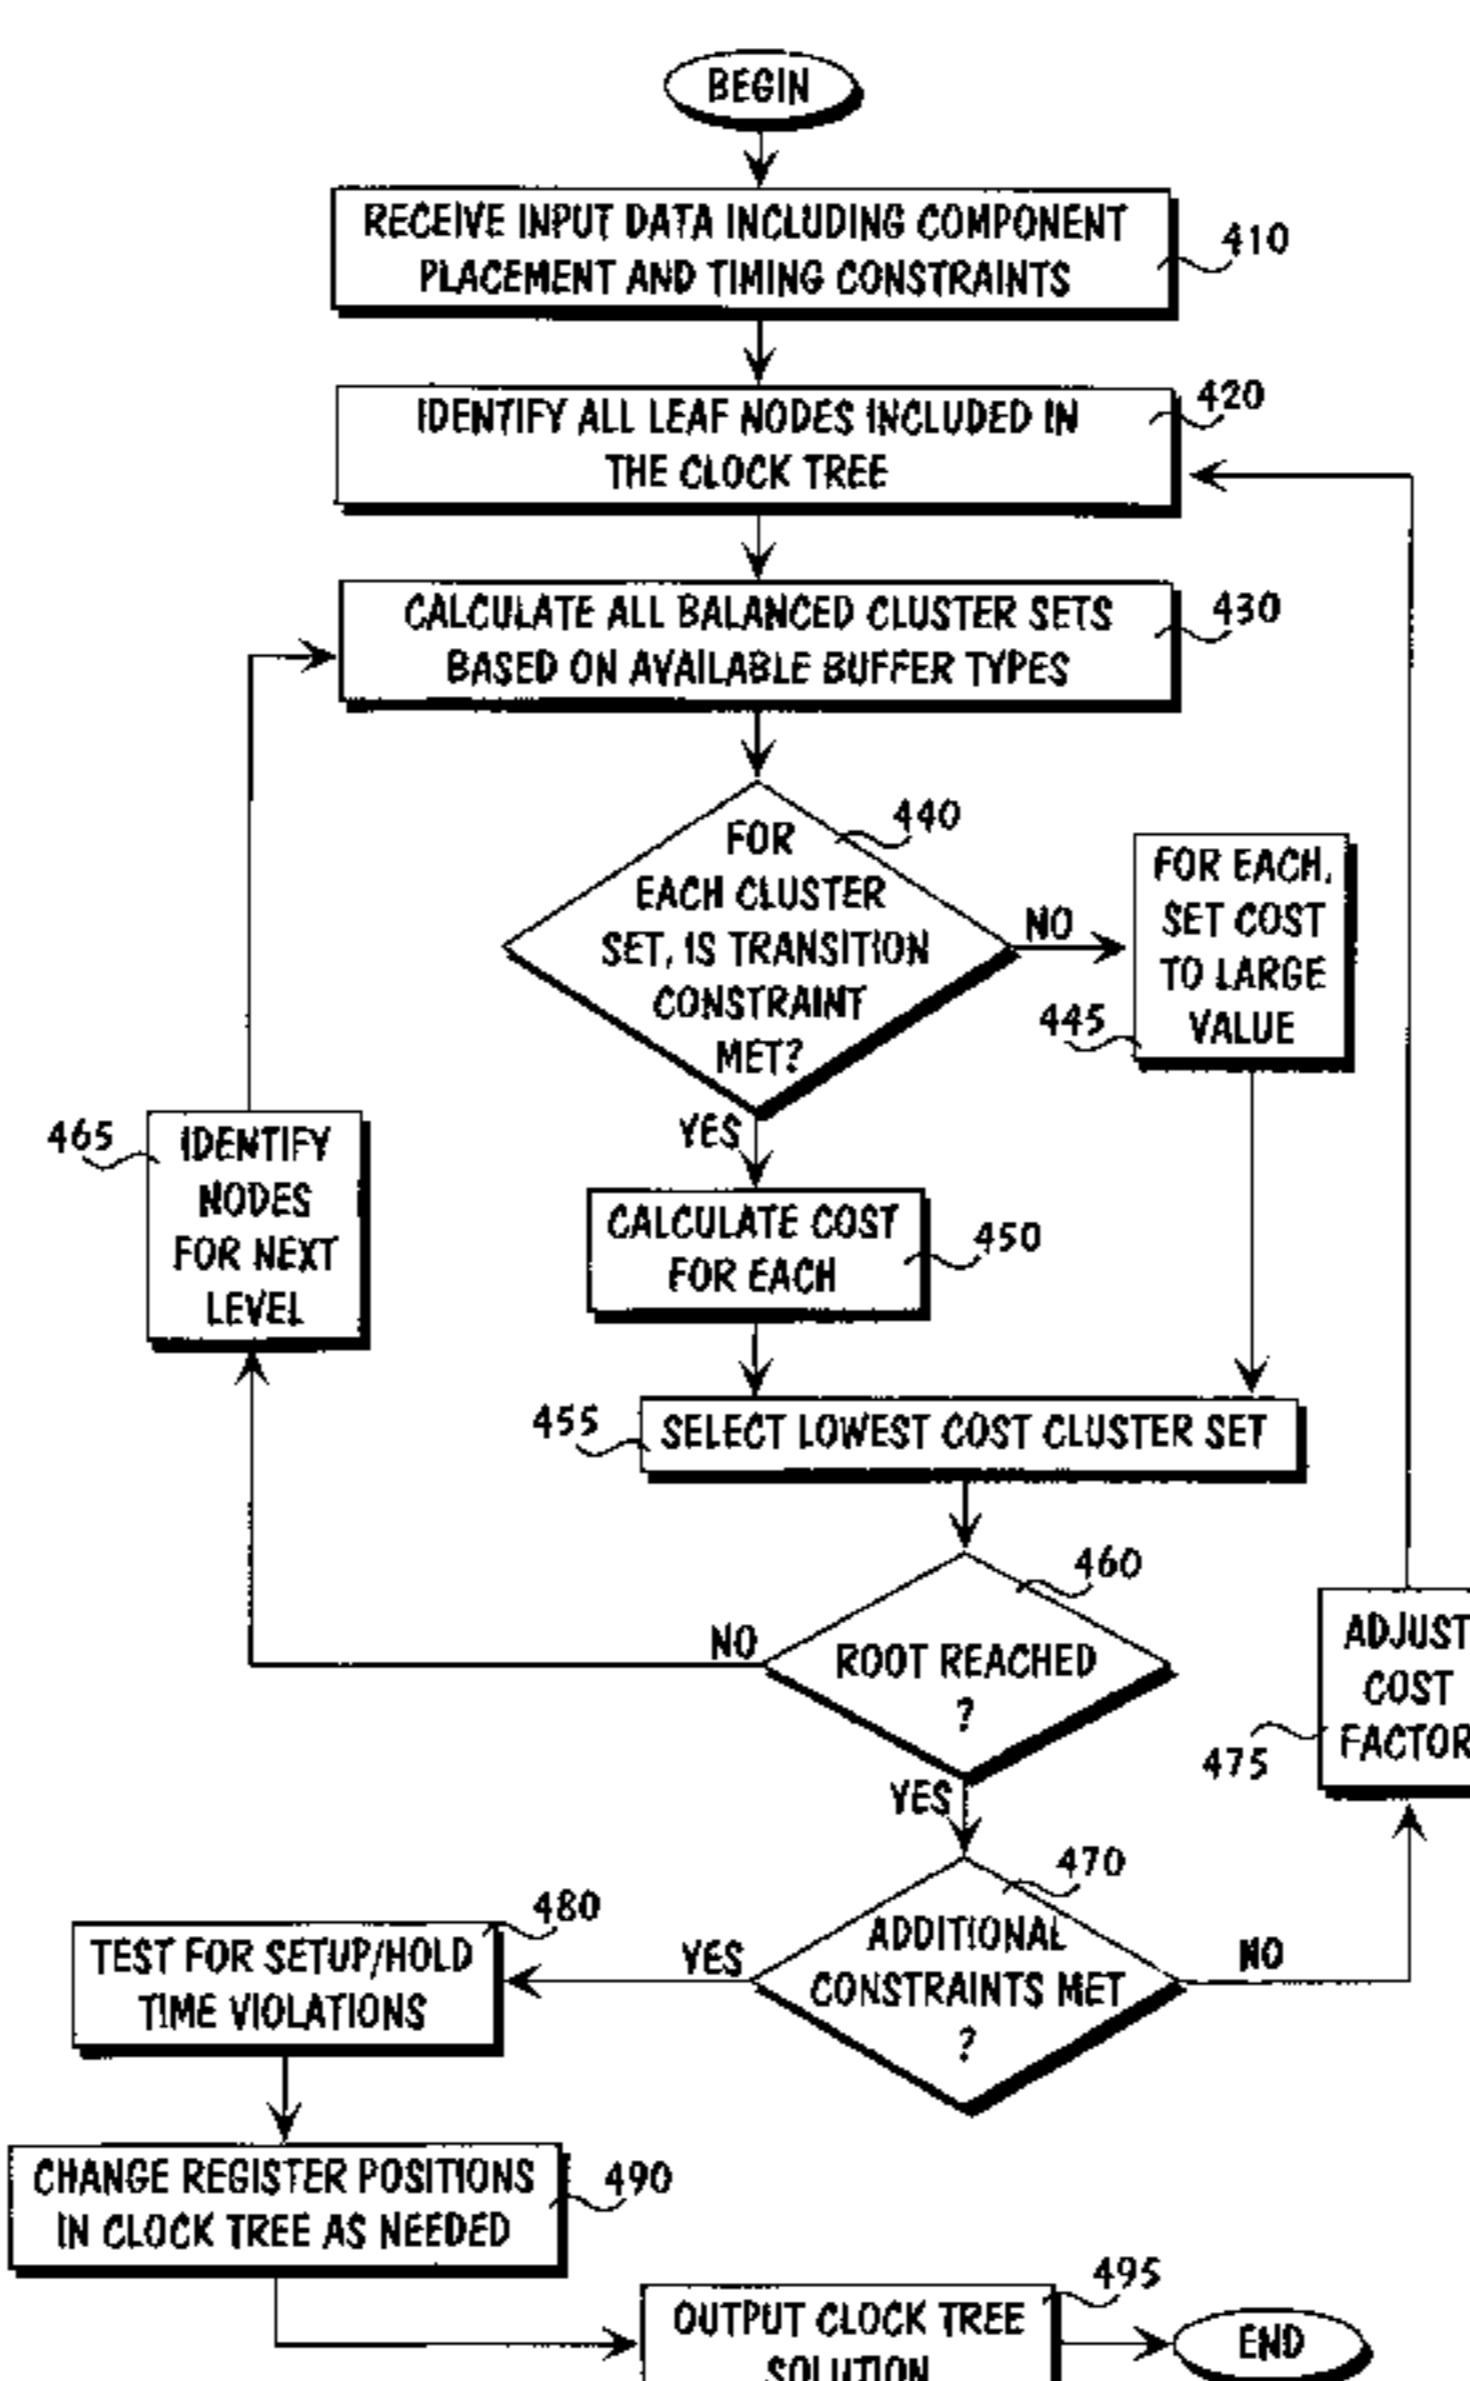 BEGIN
RECEIVE INPUT DATA INCLUDING COMPONENT
PLACEMENT AND TIMING CONSTRAINTS
410
IDENTIFY ALL LEAF NODES INCLUDED IN
THE CLOCK TREE
420
CALCULATE ALL BALANCED CLUSTER SETS
BASED ON AVAILABLE BUFFER TYPES
430
FOR
EACH CLUSTER
SET, IS TRANSITION
CONSTRAINT
MET?
440
NO
FOR EACH,
SET COST
TO LARGE
VALUE
445
YES
465
IDENTIFY
NODES
FOR NEXT
LEVEL
CALCULATE COST
FOR EACH
450
455
SELECT LOWEST COST CLUSTER SET
460
NO
ROOT REACHED
?
ADJUST
COST
FACTOR
475
YES
470
ADDITIONAL
CONSTRAINTS MET
?
YES
NO
480
TEST FOR SETUP/HOLD
TIME VIOLATIONS
CHANGE REGISTER POSITIONS
IN CLOCK TREE AS NEEDED
490
495
OUTPUT CLOCK TREE
SOLUTION
END